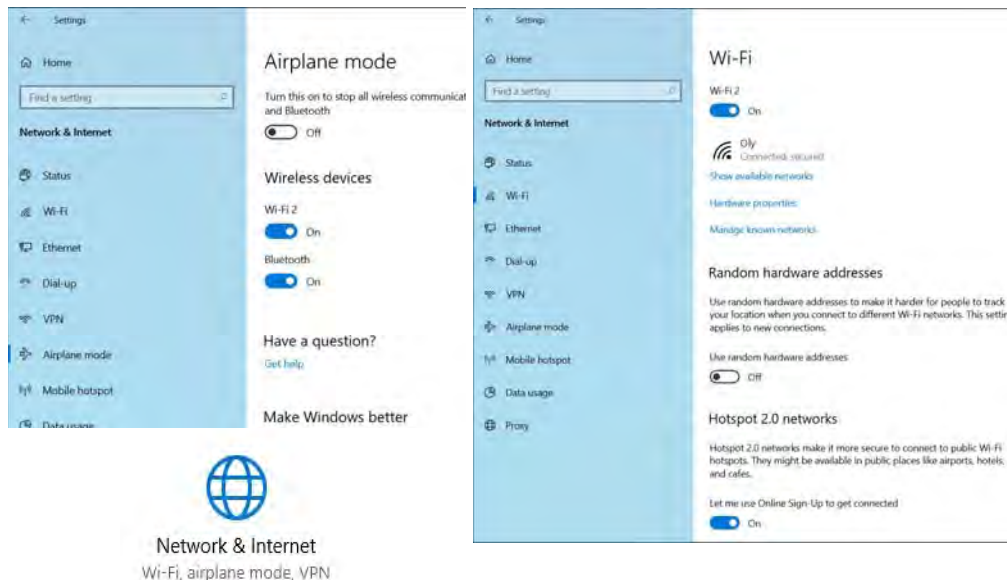 Settings
Home
Find a setting
Network & Internet
Status
Wi-Fi
Ethernet
Dial-up
VPN
Airplane mode
Mobile hotspot
Data usage
Airplane mode
Turn this on to stop all wireless communicat
and Bluetooth
Off
Wireless devices
Wi-Fi 2
On
Bluetooth
On
Have a question?
Get help
Make Windows better
Network & Internet
Wi-Fi, airplane mode, VPN
Settings
Home
Find a setting
Network & Internet
Status
Wi-Fi
Ethernet
Dial-up
VPN
Airplane mode
Mobile hotspot
Data usage
Proxy
Wi-Fi
Wi-Fi 2
On
Oly
Connected, secured
Show available networks
Hardware properties
Manage known networks
Random hardware addresses
Use random hardware addresses to make it harder for people to track
your location when you connect to different Wi-Fi networks. This settin
applies to new connections.
Use random hardware addresses
Off
Hotspot 2.0 networks
Hotspot 2.0 networks make it more secure to connect to public Wi-Fi
hotspots. They might be available in public places like airports, hotels,
and cafes.
Let me use Online Sign-Up to get connected
On